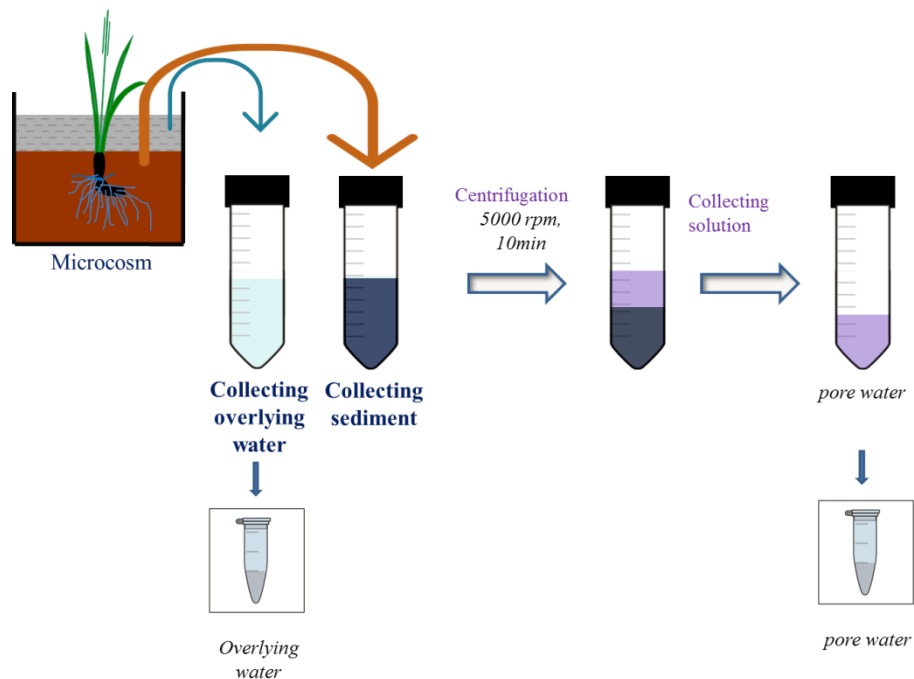 Microcosm
Collecting
overlying
water
Collecting
sediment
Centrifugation
5000 rpm,
10min
Collecting
solution
pore water
Overlying
water
pore water